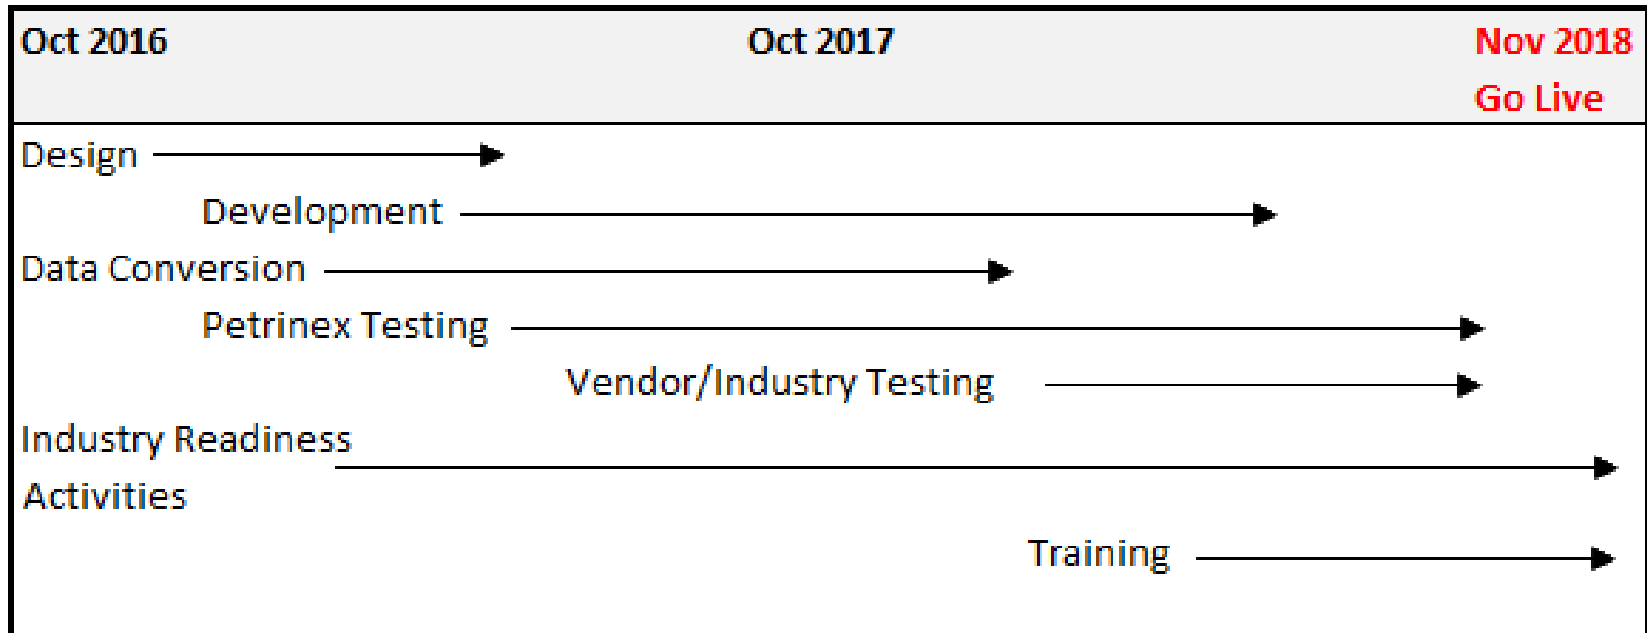 Oct 2016 Oct 2017 Nov 2018
Go Live
Design
Development
Data Conversion
Petrinex Testing
Vendor/Industry Testing
Industry Readiness
Activities
Training